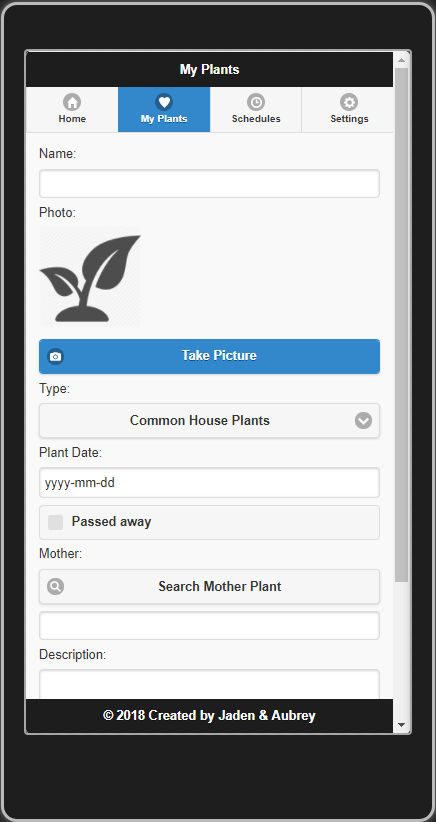 My Plants
Home
My Plants
Schedules
Settings
Name:
Photo:
Take Picture
Type:
Common House Plants
Plant Date:
yyyy-mm-dd
Passed away
Mother:
Search Mother Plant
Description:
© 2018 Created by Jaden & Aubrey